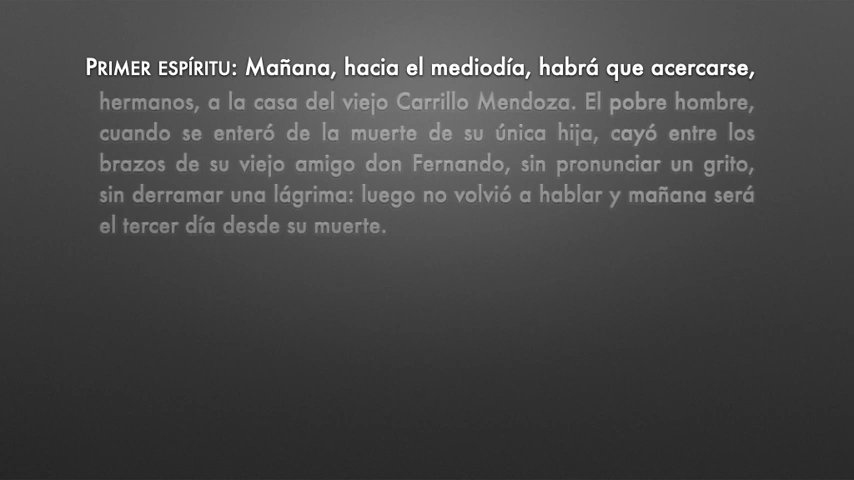 PRIMER ESPÍRITU: Mañana, hacia el mediodía, habrá que acercarse,
hermanos, a la casa del viejo Carrillo Mendoza. El pobre hombre,
cuando se enteró de la muerte de su única hija, cayó entre los
brazos de su viejo amigo don Fernando, sin pronunciar un grito,
sin derramar una lágrima: luego no volvió a hablar y mañana será
el tercer día desde su muerte.